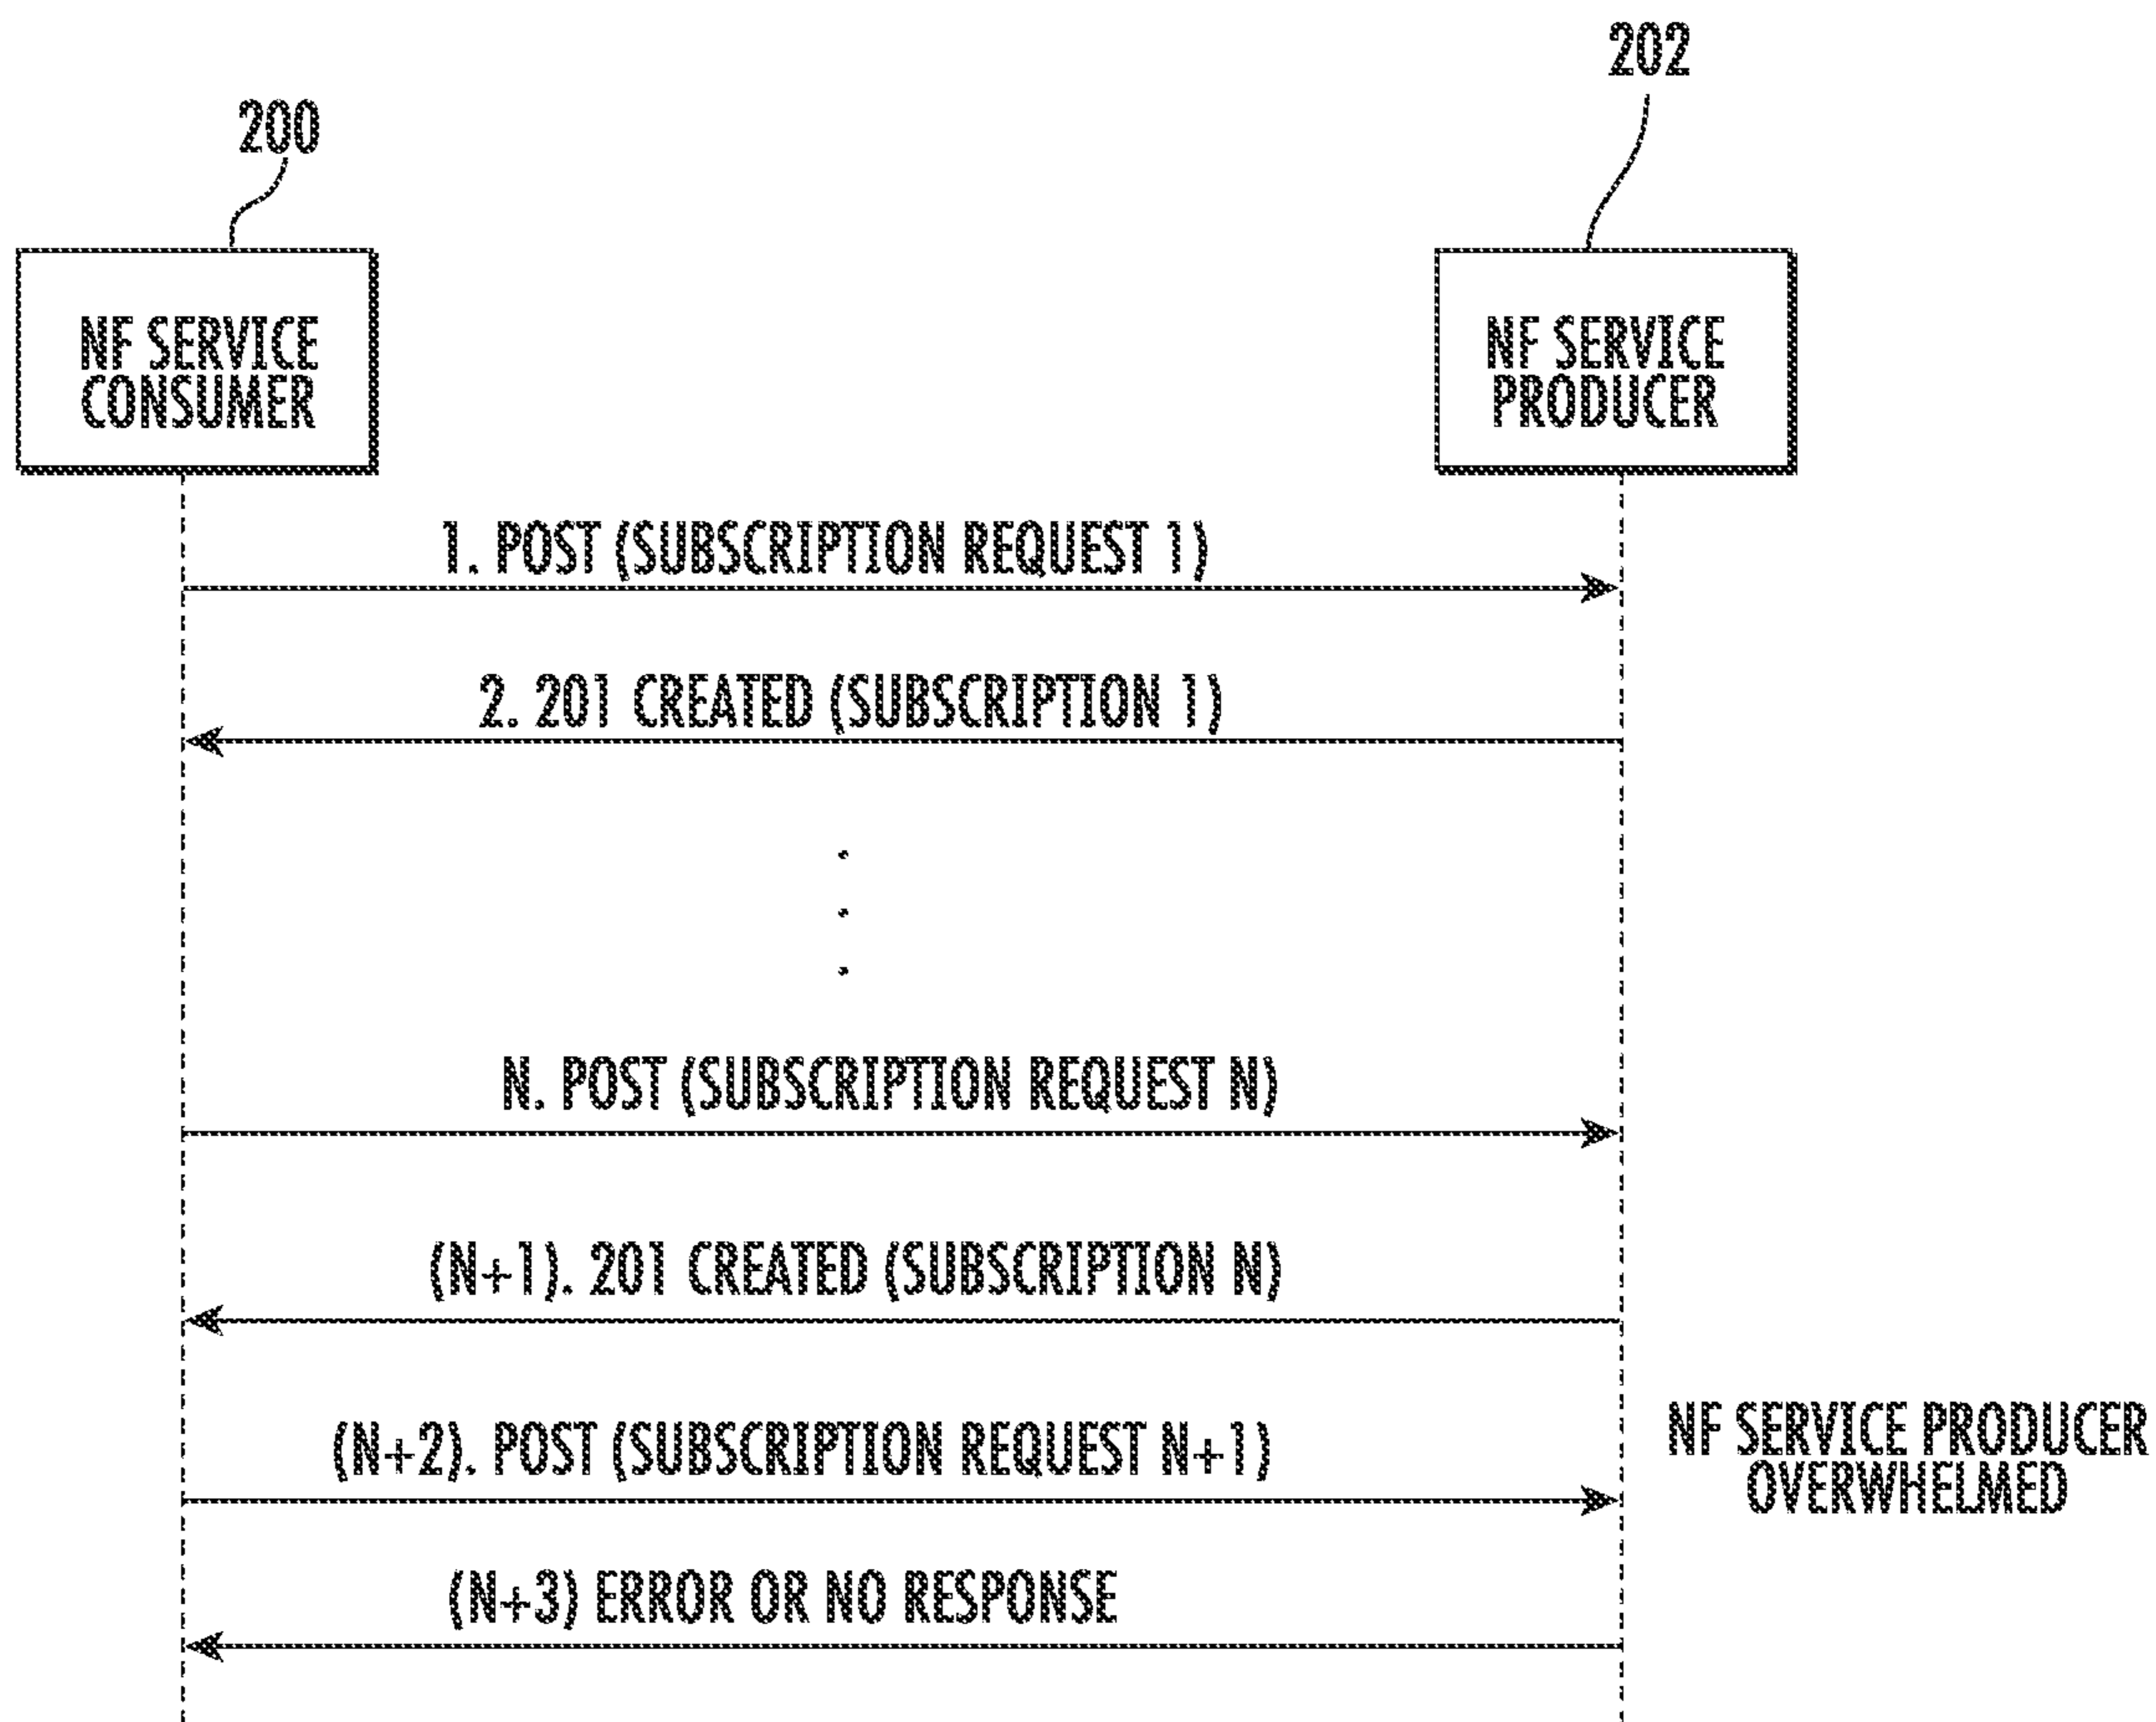 202
200
NF SERVICE
CONSUMER
NF SERVICE
PRODUCER
1. POST (SUBSCRIPTION REQUEST 1)
2. 201 CREATED (SUBSCRIPTION 1)
N. POST (SUBSCRIPTION REQUEST N)
(N+1). 201 CREATED (SUBSCRIPTION N)
(N+2). POST (SUBSCRIPTION REQUEST N+1)
NF SERVICE PRODUCER
OVERWHELMED
(N+3) ERROR OR NO RESPONSE